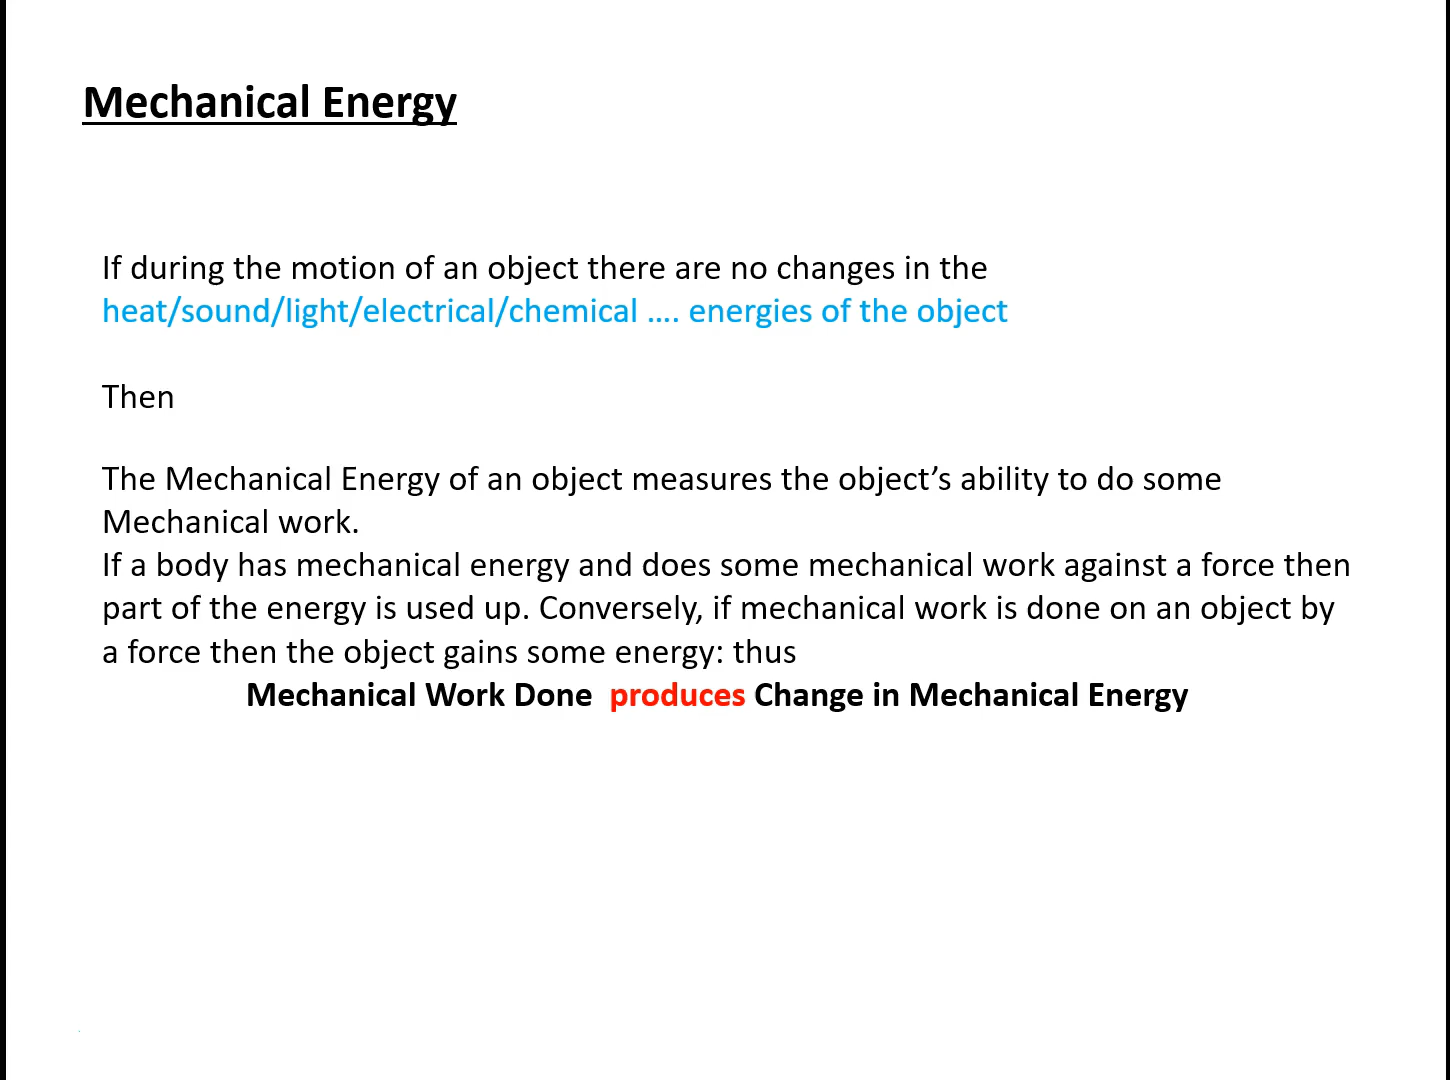 Mechanical Energy
If during the motion of an object there are no changes in the
heat/sound/light/electrical/chemical .... energies of the object
Then
The Mechanical Energy of an object measures the object’s ability to do some
Mechanical work.
If a body has mechanical energy and does some mechanical work against a force then
part of the energy is used up. Conversely, if mechanical work is done on an object by
a force then the object gains some energy: thus
Mechanical Work Done produces Change in Mechanical Energy